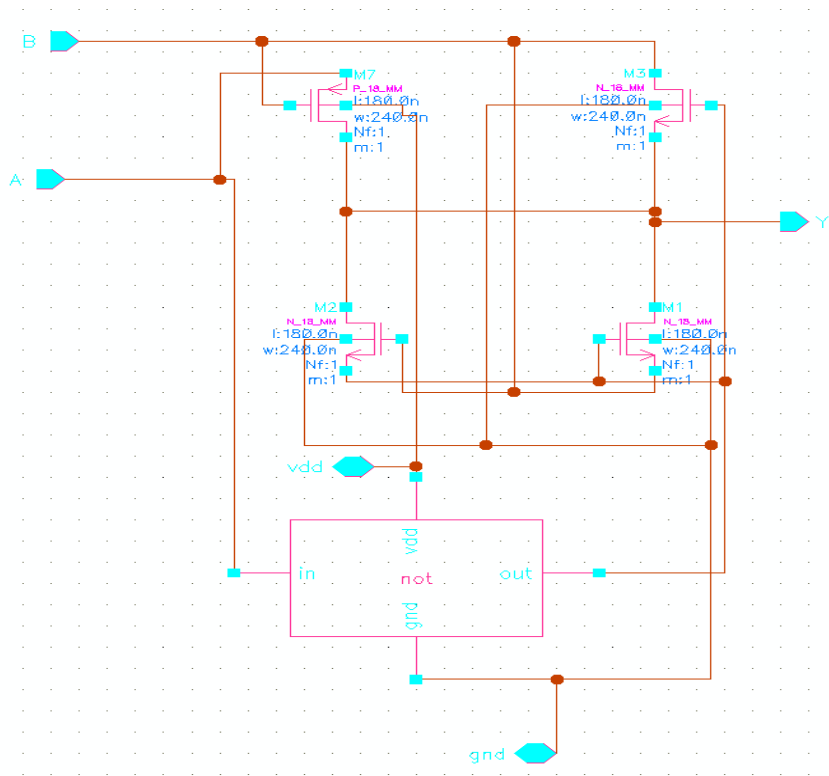 B
M7
P_18_MM
l:180.0n
w:240.0n
Nf:1
m:1
M3
N_18_MM
l:180.0n
w:240.0n
Nf:1
m:1
A
Y
M2
N_18_MM
l:180.0n
w:240.0n
Nf:1
m:1
M1
N_18_MM
l:180.0n
w:240.0n
Nf:1
m:1
vdd
vdd
in
not
out
gnd
gnd